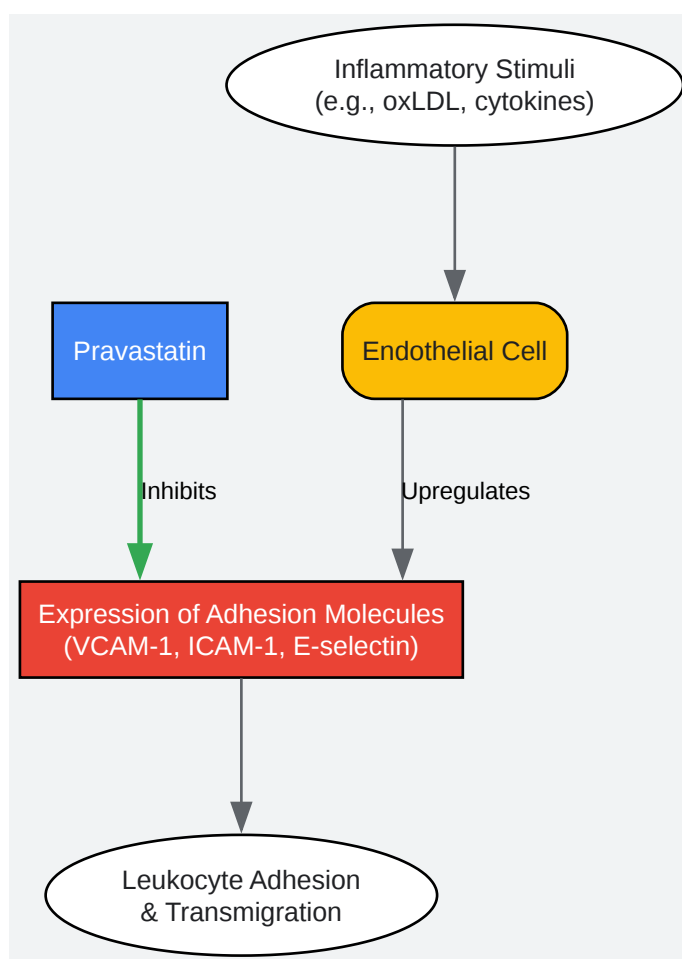 Inflammatory Stimuli
(e.g., oxLDL, cytokines)
Pravastatin
Endothelial Cell
Inhibits
Upregulates
Expression of Adhesion Molecules
(VCAM-1, ICAM-1, E-selectin)
Leukocyte Adhesion
& Transmigration